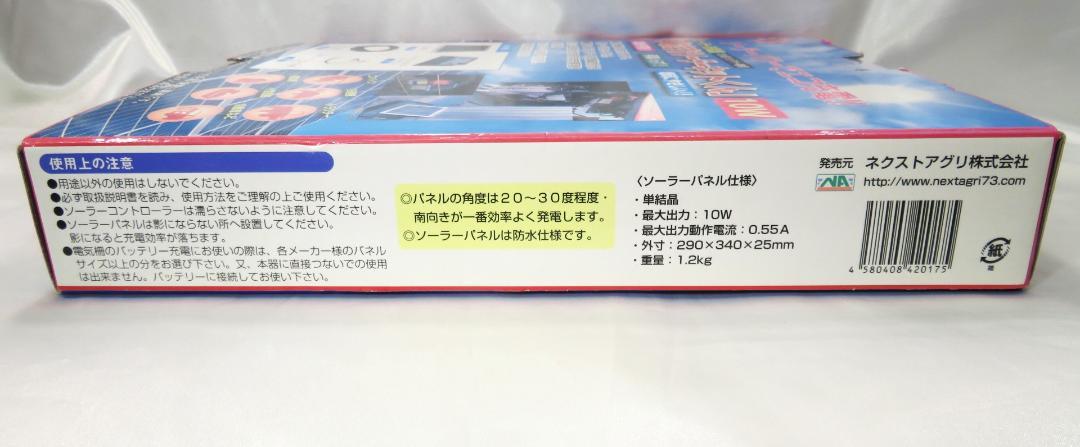 10W
使用上の注意
●用途以外の使用はしないでください。
●必ず取扱説明書を読み、使用方法をご理解の上ご使用ください。
●ソーラーコントローラーは濡らさないように注意してください。
●ソーラーパネルは影にならない所へ設置してください。
影になると充電効率が落ちます。
●電気柵のバッテリー充電にお使いの際は、各メーカー様のパネル
サイズ以上の分をお選び下さい。又、本器に直接つないでの使用
は出来ません。バッテリーに接続してお使い下さい。
◎パネルの角度は20〜30度程度・
南向きが一番効率よく発電します。
◎ソーラーパネルは防水仕様です。
〈ソーラーパネル仕様〉
・単結晶
・最大出力：10W
・最大出力動作電流：0.55A
・外寸：290×340×25mm
・重量：1.2kg
発売元 ネクストアグリ株式会社
NA http://www.nextagri73.com
4 580408 420175
紙
箱